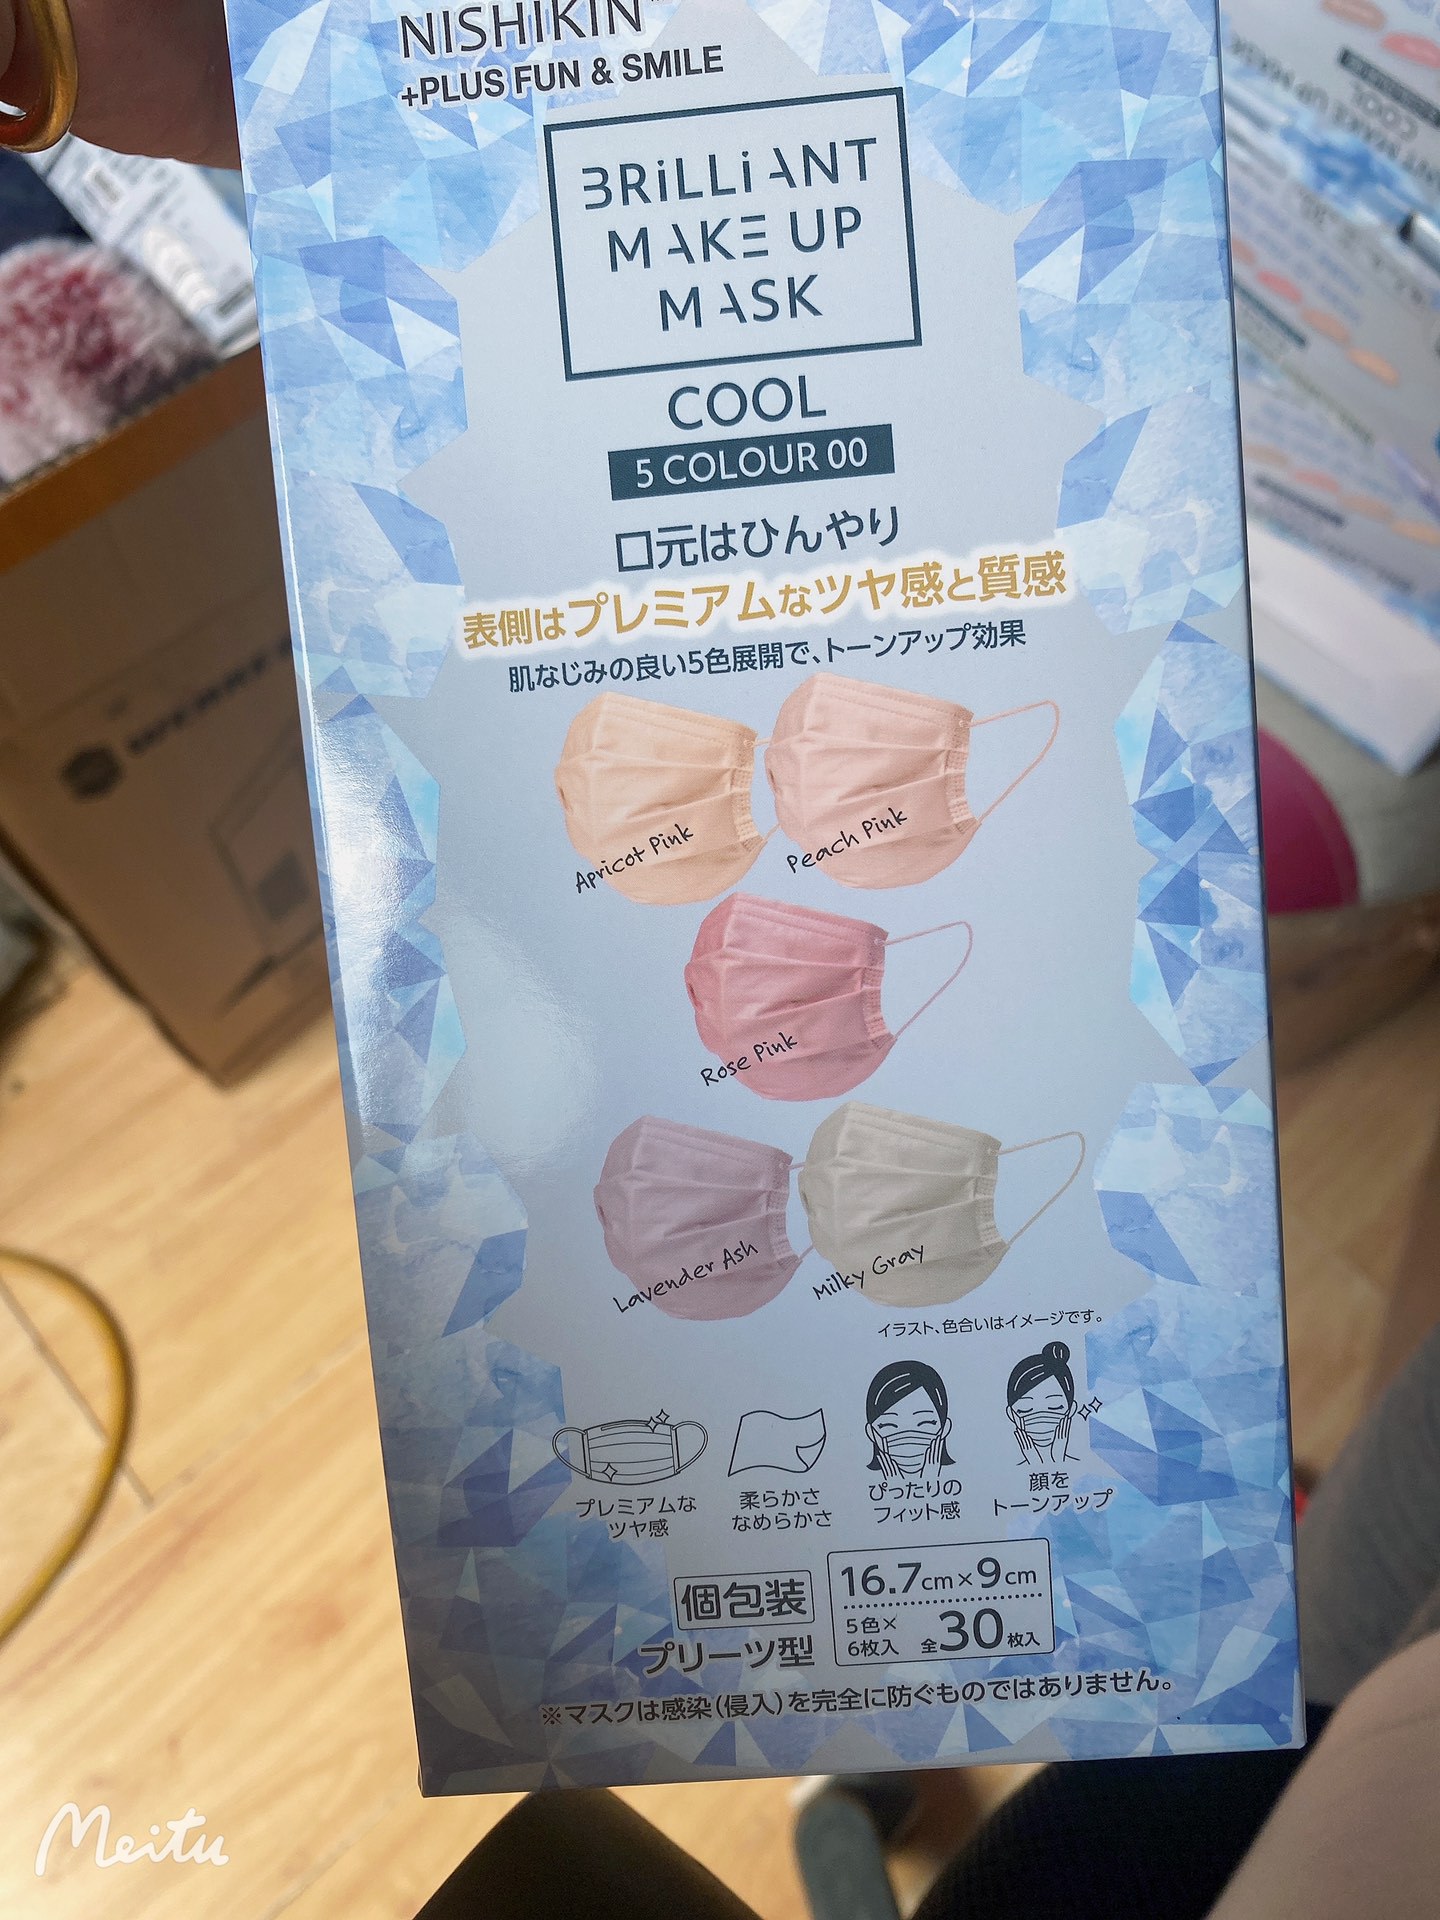 NISHIKIN
+PLUS FUN & SMILE
BRiLLiANT
MAKE UP
MASK
COOL
5 COLOUR 00
口元はひんやり
表側はプレミアムなツヤ感と質感
肌なじみの良い5色展開で、トーンアップ効果
Apricot Pink
Peach Pink
Rose Pink
Lavender Ash
Milky Gray
イラスト、色合いはイメージです。
プレミアムな
ツヤ感
柔らかさ
なめらかさ
ぴったりの
フィット感
顔を
トーンアップ
個包装
プリーツ型
16.7cm×9cm
5色×
6枚入
全30枚入
※マスクは感染(侵入)を完全に防ぐものではありません。
Meitu